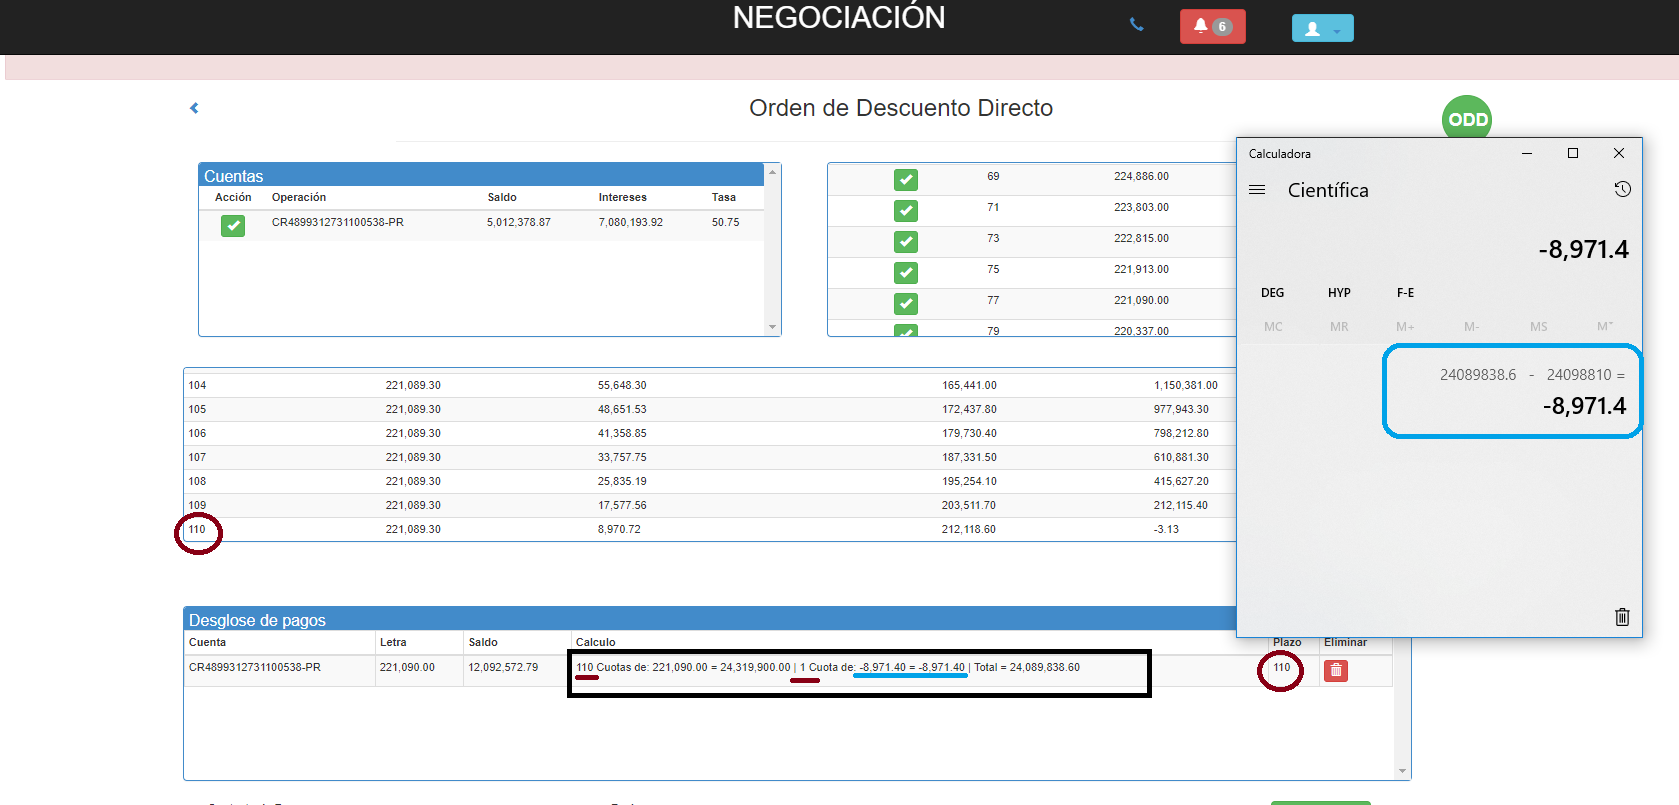 NEGOCIACIÓN
6
Orden de Descuento Directo
ODD
Cuentas
Acción Operación Saldo Intereses Tasa
CR4899312731100538-PR 5,012,378.87 7,080,193.92 50.75
69 224,886.00
71 223,803.00
73 222,815.00
75 221,913.00
77 221,090.00
79 220,337.00
Calculadora
Científica
-8,971.4
DEG HYP F-E
MC MR M+ M- MS M˅
24089838.6 - 24098810 =
-8,971.4
104 221,089.30 55,648.30 165,441.00 1,150,381.00
105 221,089.30 48,651.53 172,437.80 977,943.30
106 221,089.30 41,358.85 179,730.40 798,212.80
107 221,089.30 33,757.75 187,331.50 610,881.30
108 221,089.30 25,835.19 195,254.10 415,627.20
109 221,089.30 17,577.56 203,511.70 212,115.40
110 221,089.30 8,970.72 212,118.60 -3.13
Desglose de pagos
Cuenta Letra Saldo Calculo Plazo Eliminar
CR4899312731100538-PR 221,090.00 12,092,572.79 110 Cuotas de: 221,090.00 = 24,319,900.00 | 1 Cuota de: -8,971.40 = -8,971.40 | Total = 24,089,838.60 110